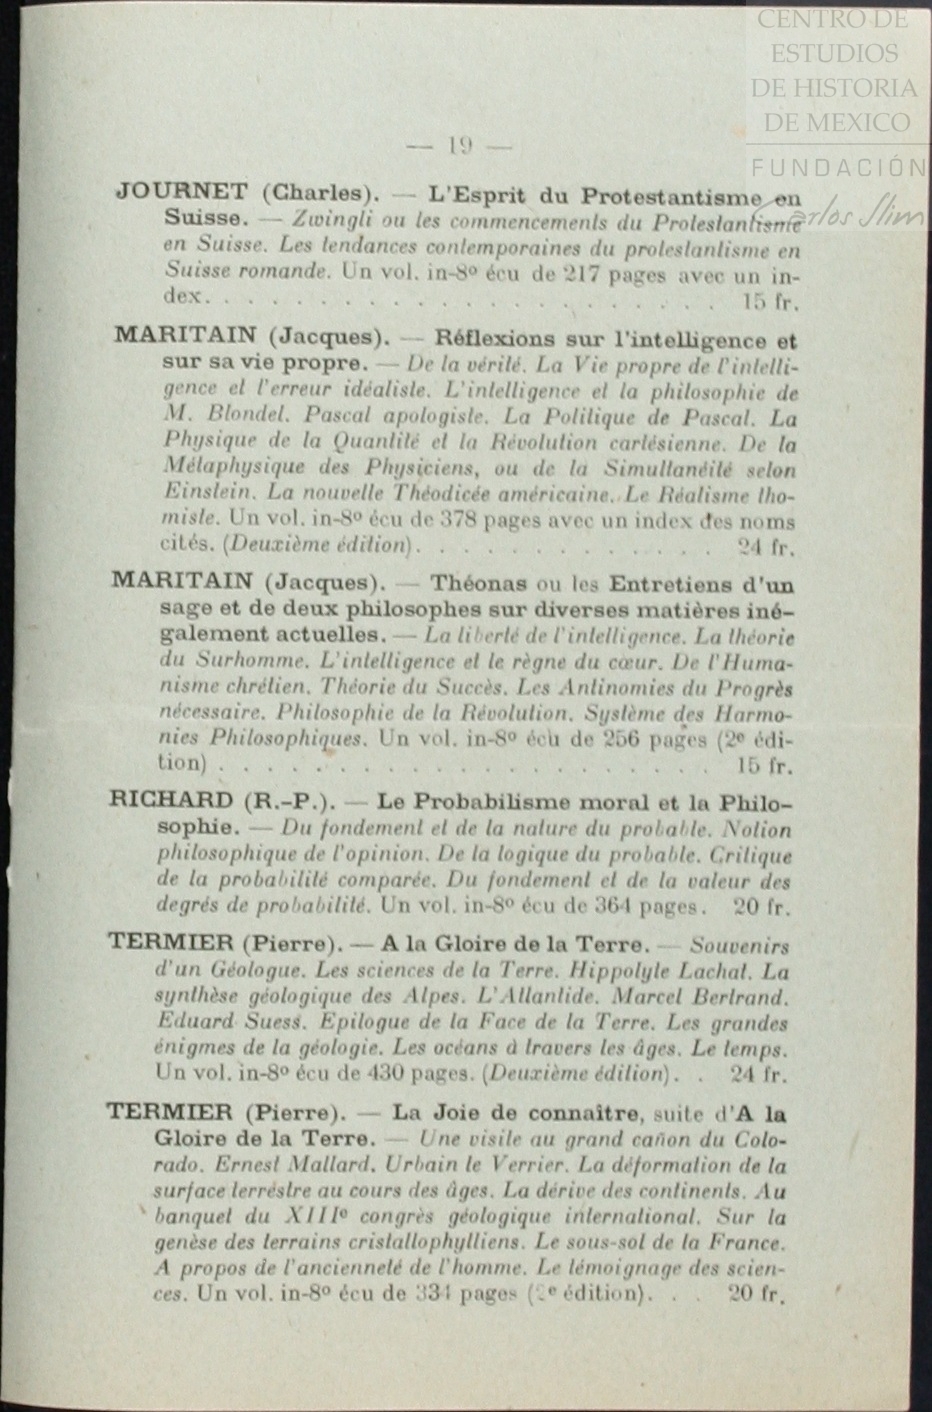 CENTRO DE
ESTUDIOS
DE HISTORIA
DE MEXICO
FUNDACIÓN
Carlos Slim
— 19 —
JOURNET (Charles). — L'Esprit du Protestantisme en
Suisse. — Zwingli ou les commencements du Protestantisme
en Suisse. Les tendances contemporaines du protestantisme en
Suisse romande. Un vol. in-8º écu de 217 pages avec un in-
dex. . . . . . . . . . . . . . . . . . . . . 15 fr.
MARITAIN (Jacques). — Réflexions sur l'intelligence et
sur sa vie propre. — De la vérité. La Vie propre de l'intelli-
gence et l'erreur idéaliste. L'intelligence et la philosophie de
M. Blondel. Pascal apologiste. La Politique de Pascal. La
Physique de la Quantité et la Révolution cartésienne. De la
Métaphysique des Physiciens, ou de la Simultanéité selon
Einstein. La nouvelle Théodicée américaine. Le Réalisme tho-
miste. Un vol. in-8º écu de 378 pages avec un index des noms
cités. (Deuxième édition). . . . . . . . . . . . . 24 fr.
MARITAIN (Jacques). — Théonas ou les Entretiens d'un
sage et de deux philosophes sur diverses matières iné-
galement actuelles. — La liberté de l'intelligence. La théorie
du Surhomme. L'intelligence et le règne du cœur. De l'Huma-
nisme chrétien. Théorie du Succès. Les Antinomies du Progrès
nécessaire. Philosophie de la Révolution. Système des Harmo-
nies Philosophiques. Un vol. in-8º écu de 256 pages (2e édi-
tion) . . . . . . . . . . . . . . . . . . . . . 15 fr.
RICHARD (R.-P.). — Le Probabilisme moral et la Philo-
sophie. — Du fondement et de la nature du probable. Notion
philosophique de l'opinion. De la logique du probable. Critique
de la probabilité comparée. Du fondement et de la valeur des
degrés de probabilité. Un vol. in-8º écu de 364 pages. 20 fr.
TERMIER (Pierre). — A la Gloire de la Terre. — Souvenirs
d'un Géologue. Les sciences de la Terre. Hippolyte Lachat. La
synthèse géologique des Alpes. L'Atlantide. Marcel Bertrand.
Eduard Suess. Epilogue de la Face de la Terre. Les grandes
énigmes de la géologie. Les océans à travers les âges. Le temps.
Un vol. in-8º écu de 430 pages. (Deuxième édition). . 24 fr.
TERMIER (Pierre). — La Joie de connaître, suite d'A la
Gloire de la Terre. — Une visite au grand cañon du Colo-
rado. Ernest Mallard. Urbain le Verrier. La déformation de la
surface terrestre au cours des âges. La dérive des continents. Au
banquet du XIIIe congrès géologique international. Sur la
genèse des terrains cristallophylliens. Le sous-sol de la France.
A propos de l'ancienneté de l'homme. Le témoignage des scien-
ces. Un vol. in-8º écu de 334 pages (2e édition). . . 20 fr.